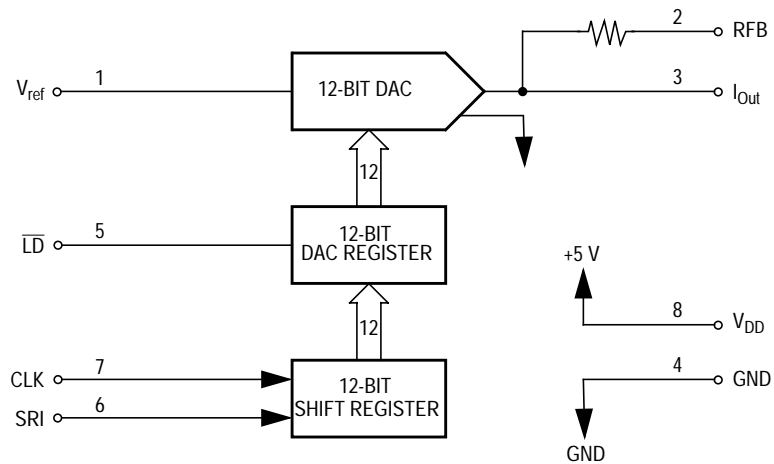 2
RFB
1
12-BIT DAC
3
V_ref
I_Out
12
5
12-BIT
L̅D̅
DAC REGISTER
+5 V
12
8
V_DD
7
12-BIT
4
CLK
GND
6
SHIFT REGISTER
SRI
GND